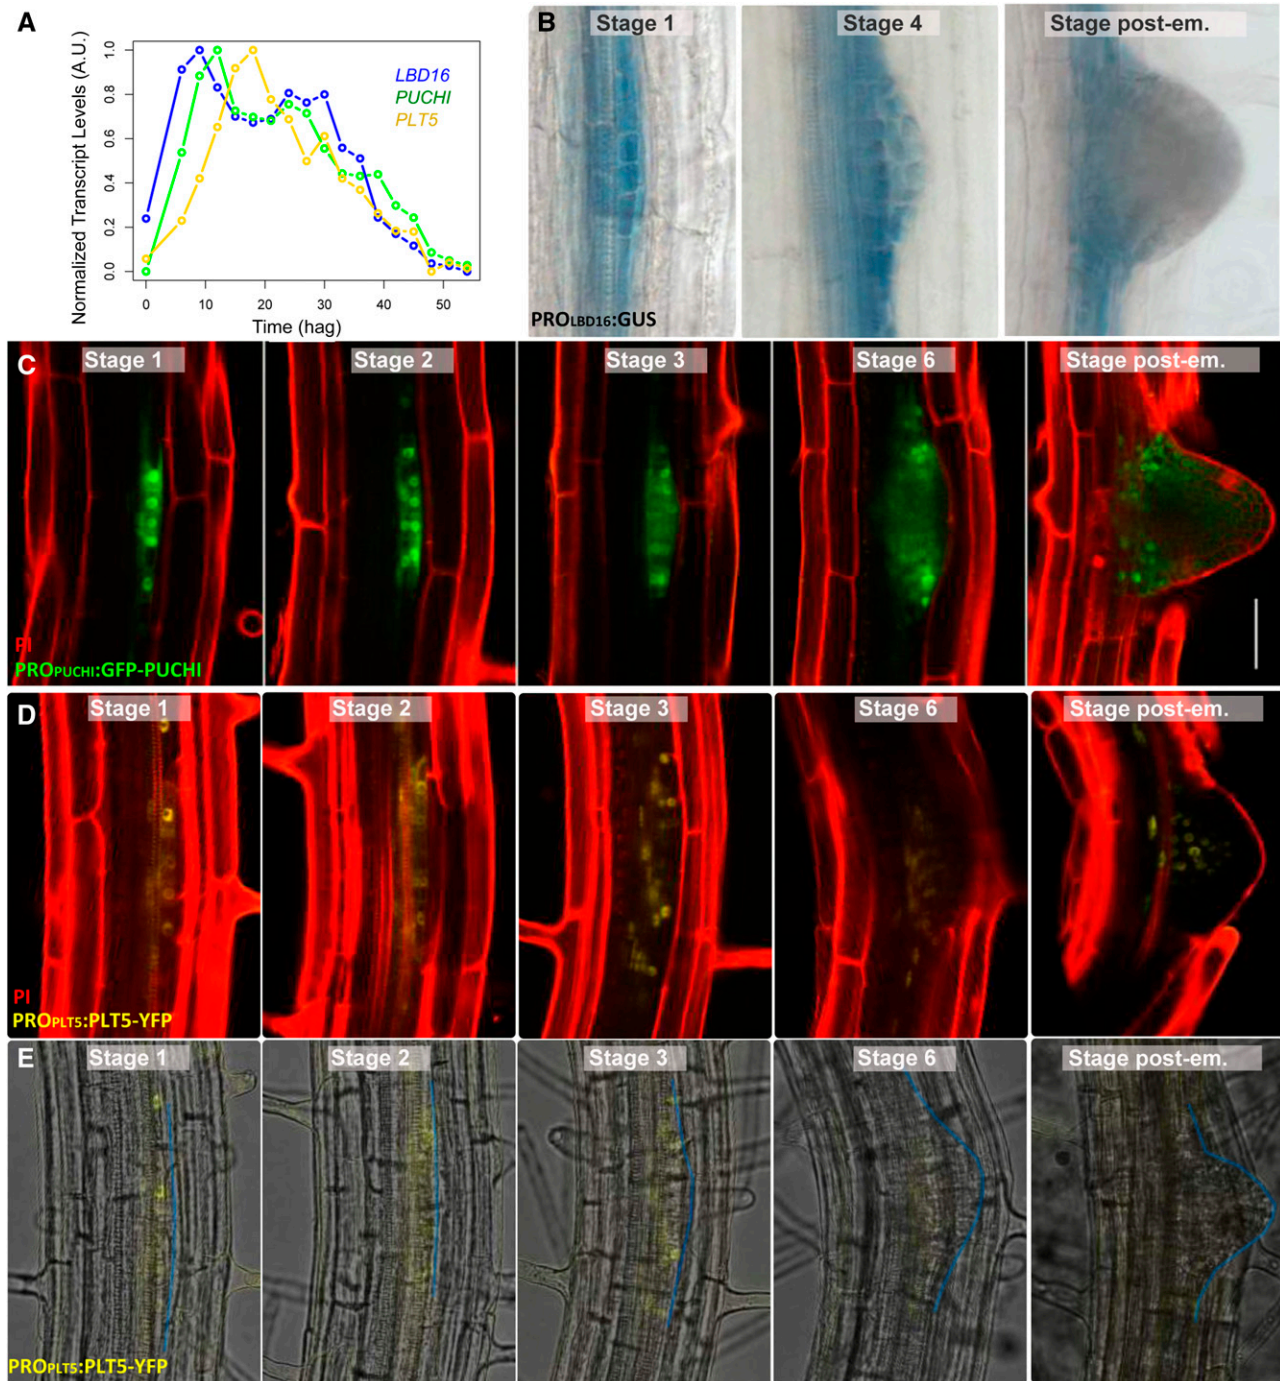 A
Normalized Transcript Levels (A.U.)
1.0
0.8
0.6
0.4
0.2
0.0
LBD16
PUCHI
PLT5
0 10 20 30 40 50
Time (hag)
B
Stage 1
Stage 4
Stage post-em.
PROLBD16:GUS
C
Stage 1
Stage 2
Stage 3
Stage 6
Stage post-em.
PI
PROPUCHI:GFP-PUCHI
D
Stage 1
Stage 2
Stage 3
Stage 6
Stage post-em.
PI
PROPLT5:PLT5-YFP
E
Stage 1
Stage 2
Stage 3
Stage 6
Stage post-em.
PROPLT5:PLT5-YFP